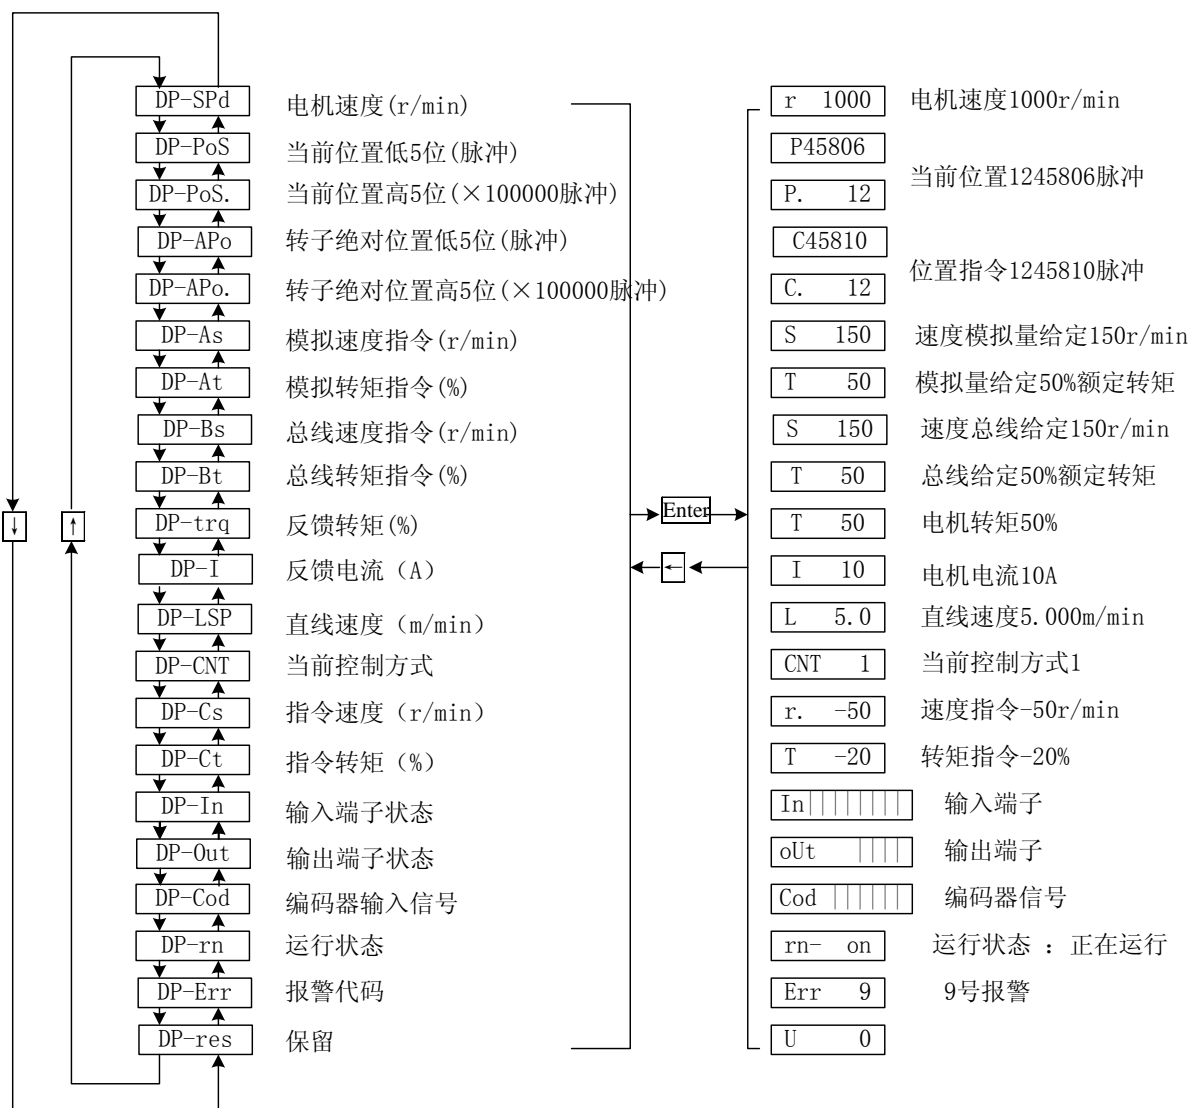 DP-SPd 电机速度(r/min) r 1000 电机速度1000r/min
DP-PoS 当前位置低5位(脉冲) P45806
当前位置1245806脉冲
DP-PoS. 当前位置高5位(×100000脉冲) P. 12
DP-APo 转子绝对位置低5位(脉冲) C45810
位置指令1245810脉冲
DP-APo. 转子绝对位置高5位(×100000脉冲) C. 12
DP-As 模拟速度指令(r/min) S 150 速度模拟量给定150r/min
DP-At 模拟转矩指令(%) T 50 模拟量给定50%额定转矩
DP-Bs 总线速度指令(r/min) S 150 速度总线给定150r/min
DP-Bt 总线转矩指令(%) T 50 总线给定50%额定转矩
↓ ↑ DP-trq 反馈转矩(%) Enter T 50 电机转矩50%
DP-I 反馈电流（A） ← I 10 电机电流10A
DP-LSP 直线速度（m/min） L 5.0 直线速度5.000m/min
DP-CNT 当前控制方式 CNT 1 当前控制方式1
DP-Cs 指令速度（r/min） r. -50 速度指令-50r/min
DP-Ct 指令转矩（%） T -20 转矩指令-20%
DP-In 输入端子状态 In 输入端子
DP-Out 输出端子状态 oUt 输出端子
DP-Cod 编码器输入信号 Cod 编码器信号
DP-rn 运行状态 rn- on 运行状态 ：正在运行
DP-Err 报警代码 Err 9 9号报警
DP-res 保留 U 0